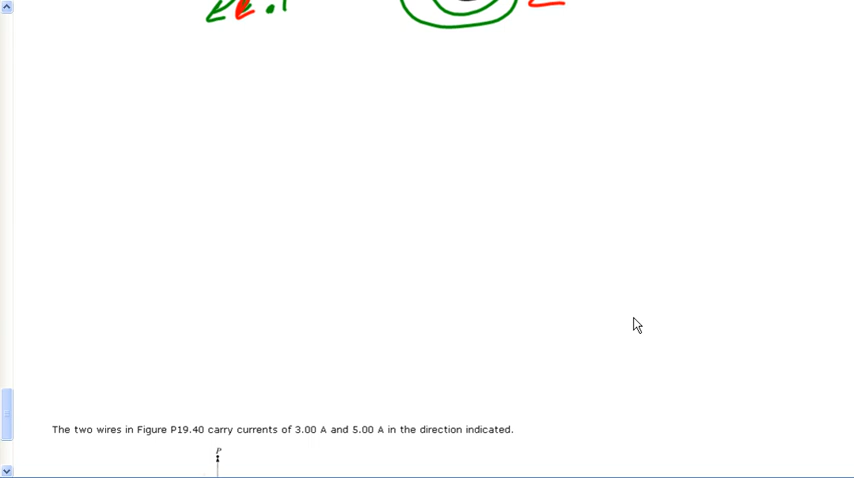 The two wires in Figure P19.40 carry currents of 3.00 A and 5.00 A in the direction indicated.
P